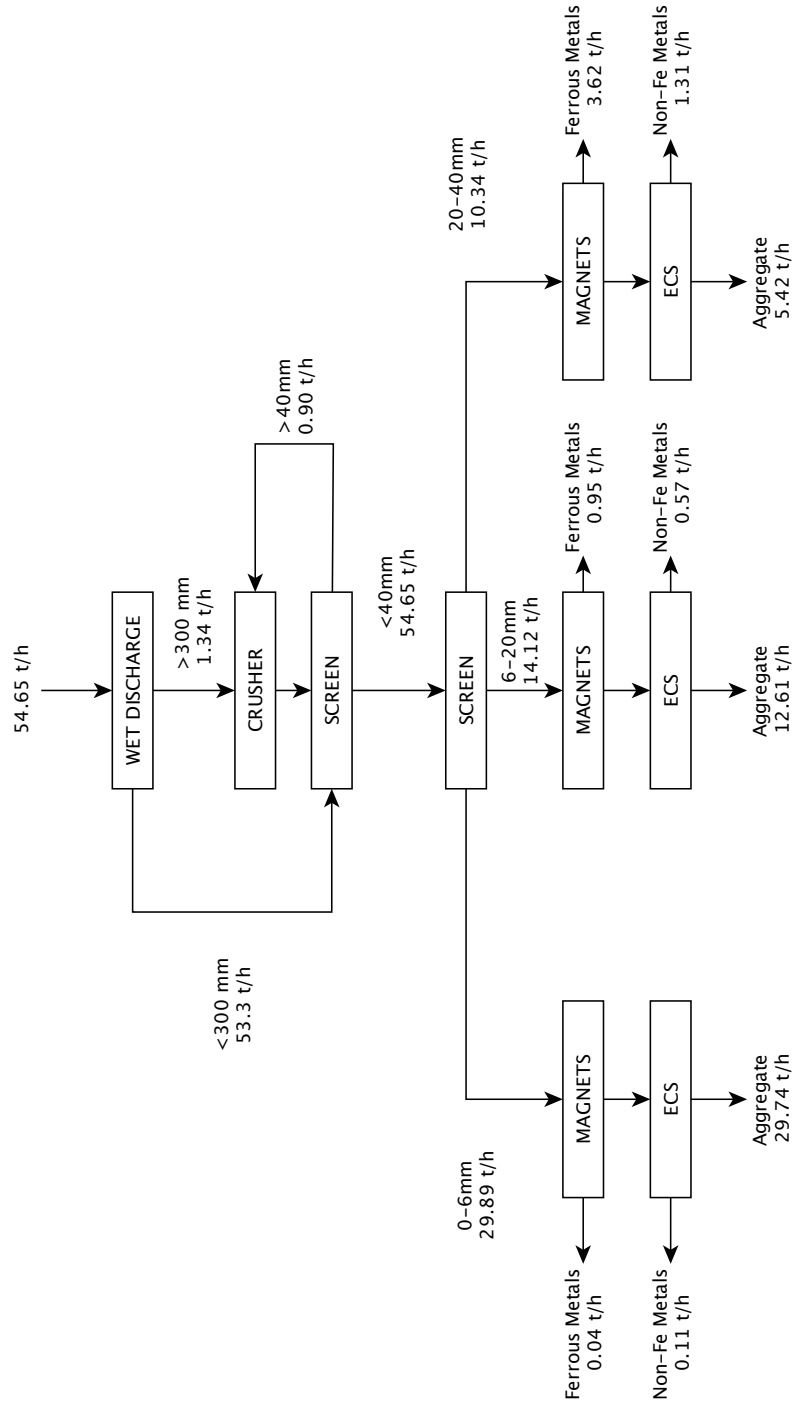 54.65 t/h
WET DISCHARGE
>300 mm
1.34 t/h
<300 mm
53.3 t/h
CRUSHER
>40mm
0.90 t/h
SCREEN
<40mm
54.65 t/h
SCREEN
0-6mm
29.89 t/h
6-20mm
14.12 t/h
20-40mm
10.34 t/h
Ferrous Metals
0.04 t/h
MAGNETS
MAGNETS
Ferrous Metals
0.95 t/h
MAGNETS
Ferrous Metals
3.62 t/h
Non-Fe Metals
0.11 t/h
ECS
ECS
Non-Fe Metals
0.57 t/h
ECS
Non-Fe Metals
1.31 t/h
Aggregate
29.74 t/h
Aggregate
12.61 t/h
Aggregate
5.42 t/h